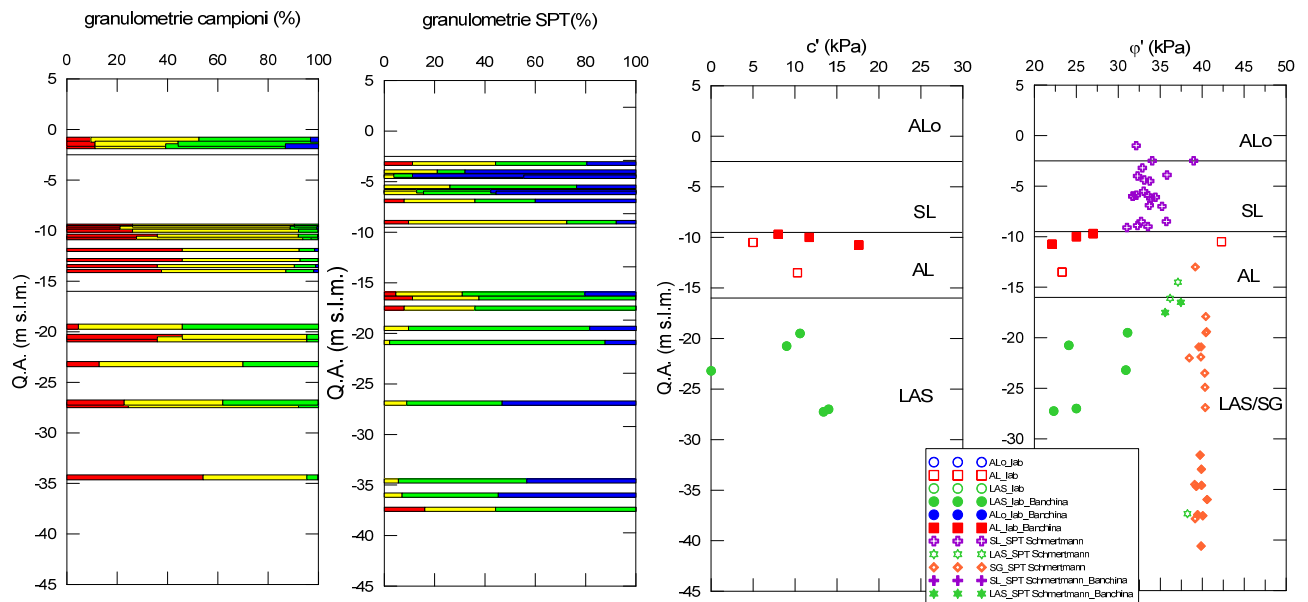 granulometrie campioni (%)
0 20 40 60 80 100
5
0
-5
-10
-15
-20
-25
-30
-35
-40
-45
Q.A. (m s.l.m.)
granulometrie SPT(%)
0 20 40 60 80 100
5
0
-5
-10
-15
-20
-25
-30
-35
-40
-45
Q.A. (m s.l.m.)
c' (kPa)
0 5 10 15 20 25 30
5
0
-5
-10
-15
-20
-25
-30
-35
-40
-45
Q.A. (m s.l.m.)
ALo
SL
AL
LAS
φ' (kPa)
20 25 30 35 40 45 50
5
0
-5
-10
-15
-20
-25
-30
-45
Q.A. (m s.l.m.)
ALo
SL
AL
LAS/SG
ALo_lab
AL_lab
LAS_lab
LAS_lab_Banchina
ALo_lab_Banchina
AL_lab_Banchina
SL_SPT Schmertmann
LAS_SPT Schmertmann
SG_SPT Schmertmann
SL_SPT Schmertmann_Banchina
LAS_SPT Schmertmann_Banchina